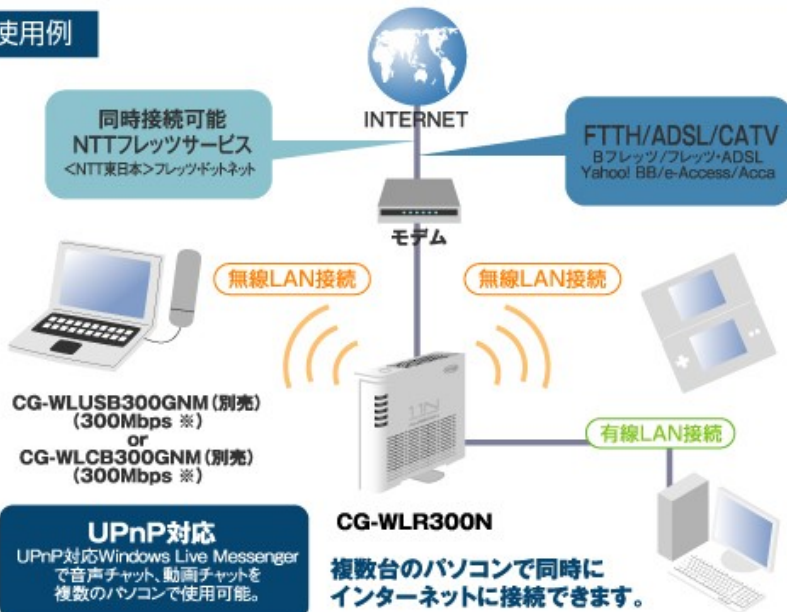 使用例
INTERNET
同時接続可能
NTTフレッツサービス
<NTT東日本>フレッツ・ドットネット
FTTH/ADSL/CATV
Bフレッツ/フレッツ・ADSL
Yahoo! BB/e-Access/Acca
モデム
無線LAN接続
無線LAN接続
CG-WLUSB300GNM(別売)
(300Mbps ※)
or
CG-WLCB300GNM(別売)
(300Mbps ※)
11N
有線LAN接続
CG-WLR300N
UPnP対応
UPnP対応Windows Live Messenger
で音声チャット、動画チャットを
複数のパソコンで使用可能。
複数台のパソコンで同時に
インターネットに接続できます。